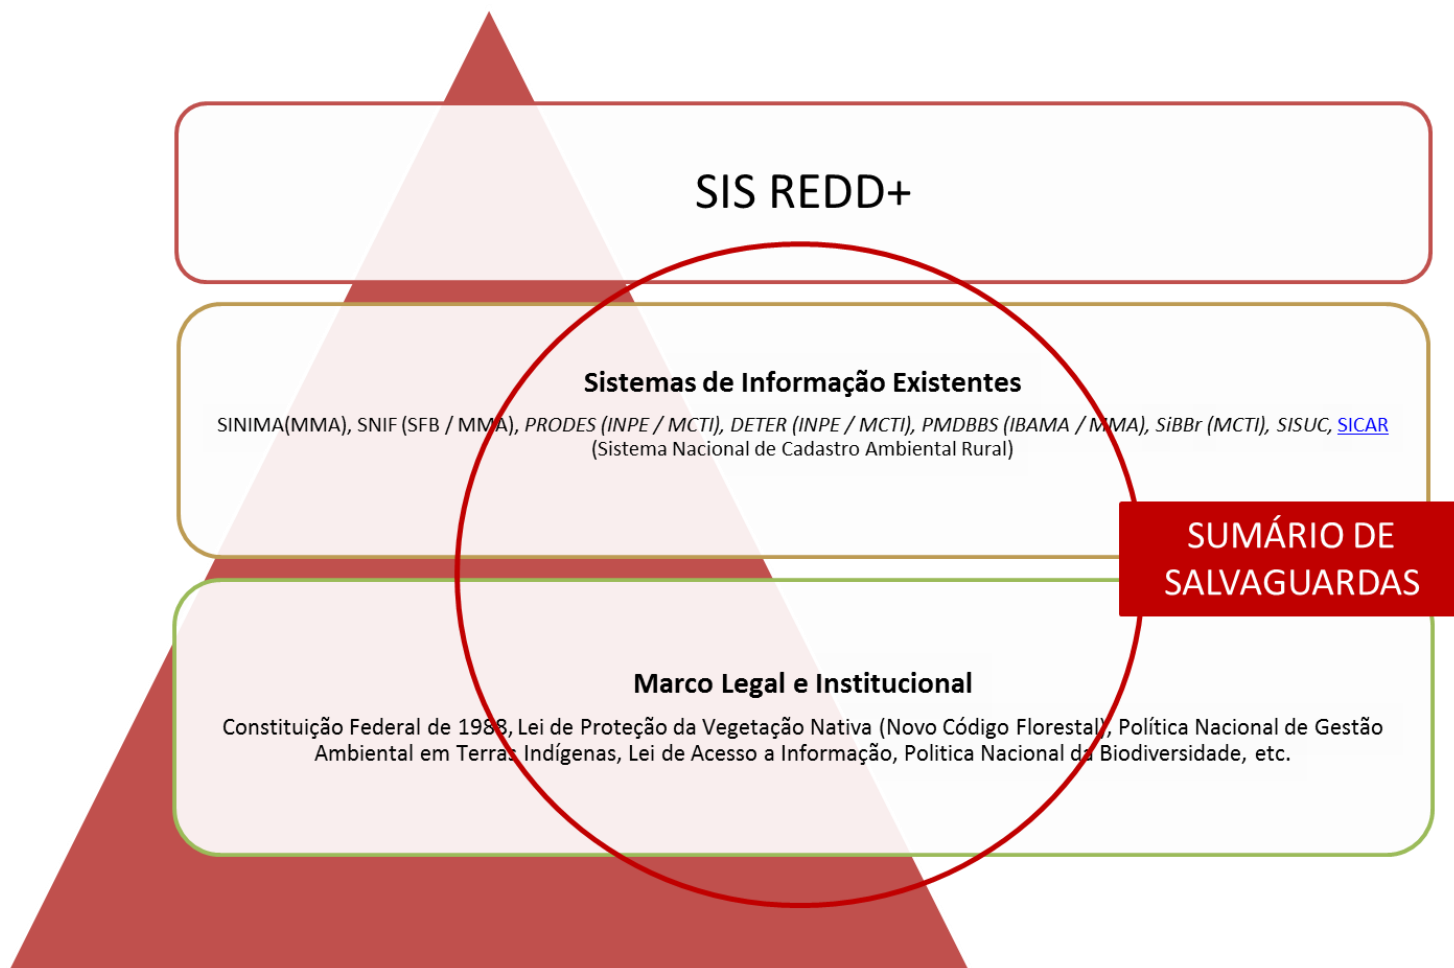 SIS REDD+
Sistemas de Informação Existentes
SINIMA(MMA), SNIF (SFB / MMA), PRODES (INPE / MCTI), DETER (INPE / MCTI), PMDBBS (IBAMA / MMA), SiBBr (MCTI), SISUC, SICAR
(Sistema Nacional de Cadastro Ambiental Rural)
SUMÁRIO DE
SALVAGUARDAS
Marco Legal e Institucional
Constituição Federal de 1988, Lei de Proteção da Vegetação Nativa (Novo Código Florestal), Política Nacional de Gestão
Ambiental em Terras Indígenas, Lei de Acesso a Informação, Politica Nacional da Biodiversidade, etc.